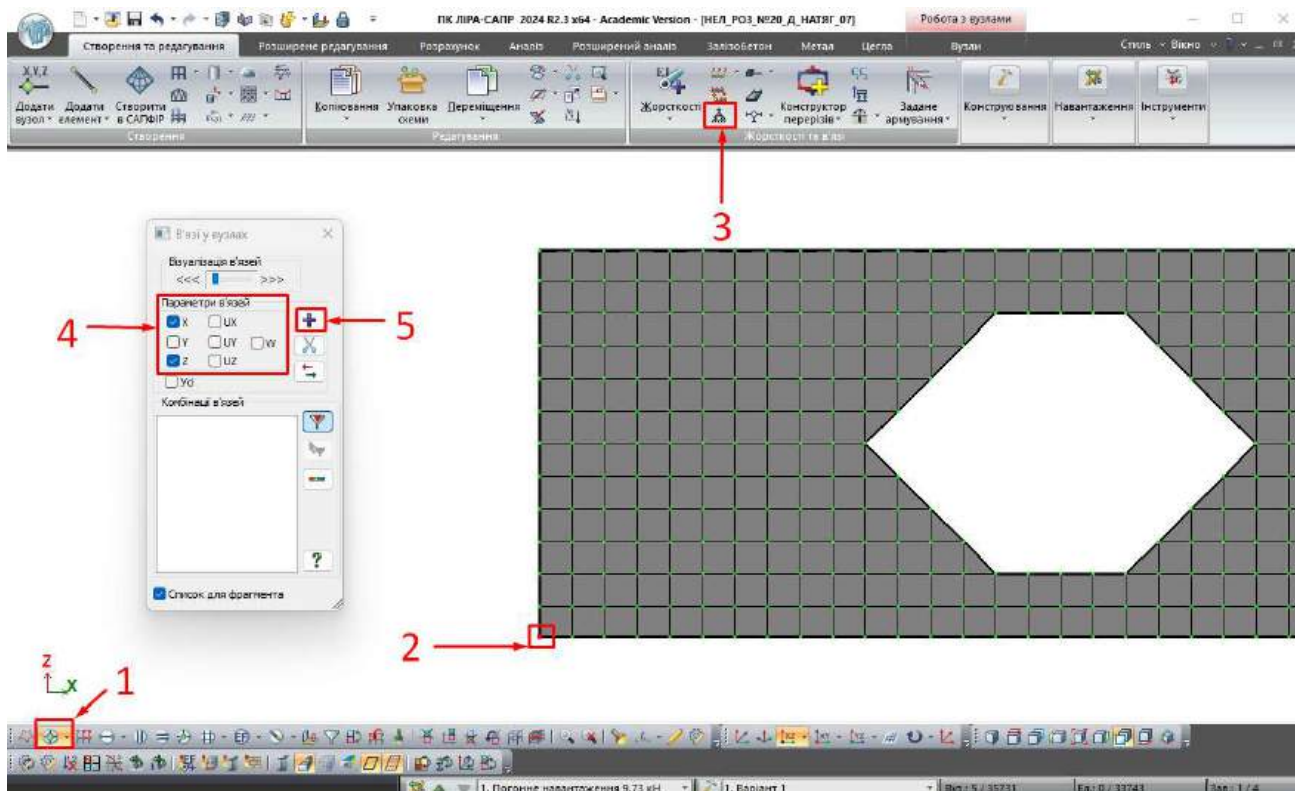 ПК ЛІРА-САПР 2024 R2.3 x64 - Academic Version - [НЕЛ_РОЗ_№20_Д_НАТЯГ_07]
Робота з вузлами
Створення та редагування Розширене редагування Розрахунок Аналіз Розширений аналіз Залізобетон Метал Цегла Вузли Стиль Вікно
X,Y,Z
Додати вузол
Додати елемент
Створити в САПФІР
Копіювання
Упаковка схеми
Переміщення
Жорсткості
Конструктор перерізів
Задане армування
Конструювання
Навантаження
Інструменти
Створення
Редагування
Жорсткості та в'язі
3
В'язі у вузлах
Візуалізація в'язей
<<< >>>
Параметри в'язей
X UX
Y UY W
Z UZ
Усі
4
5
Комбінації в'язей
?
Список для фрагмента
2
Z
X
1
1. Погонне навантаження 9.73 кН
1. Варіант 1